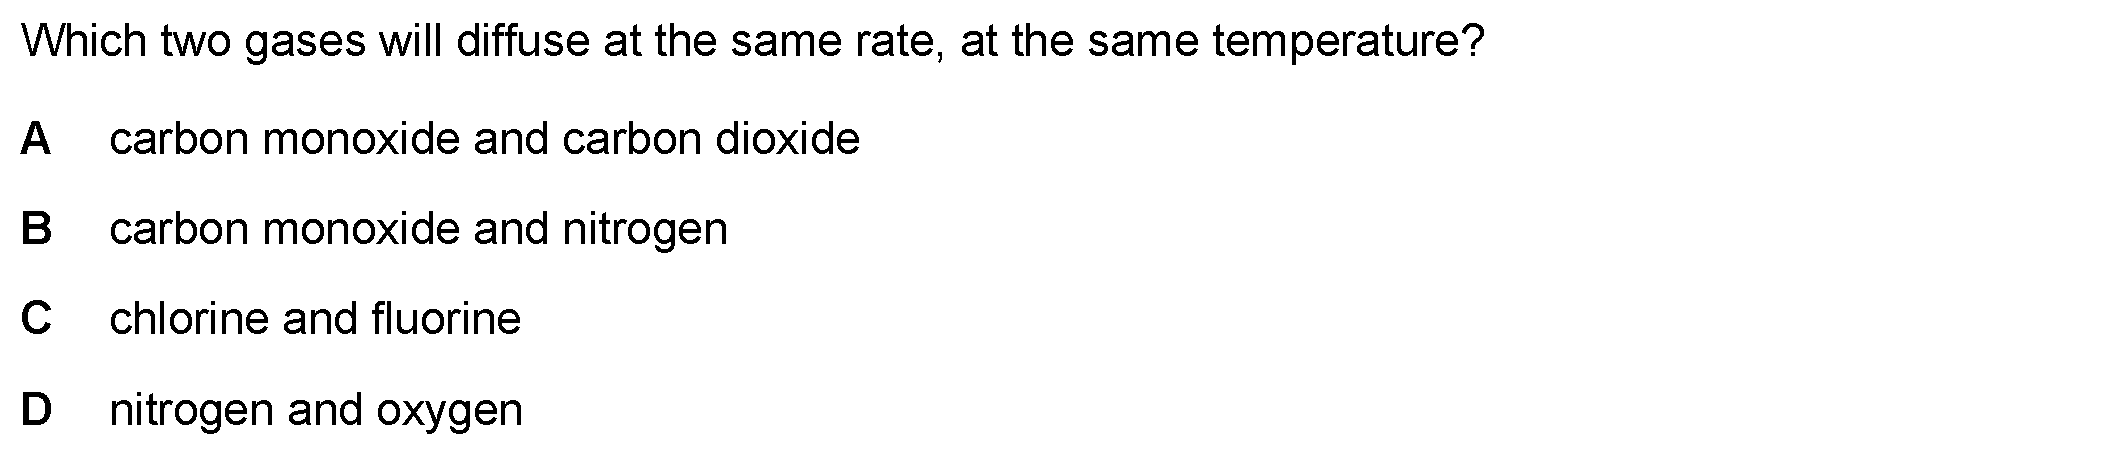 Which two gases will diffuse at the same rate, at the same temperature?
A carbon monoxide and carbon dioxide
B carbon monoxide and nitrogen
C chlorine and fluorine
D nitrogen and oxygen